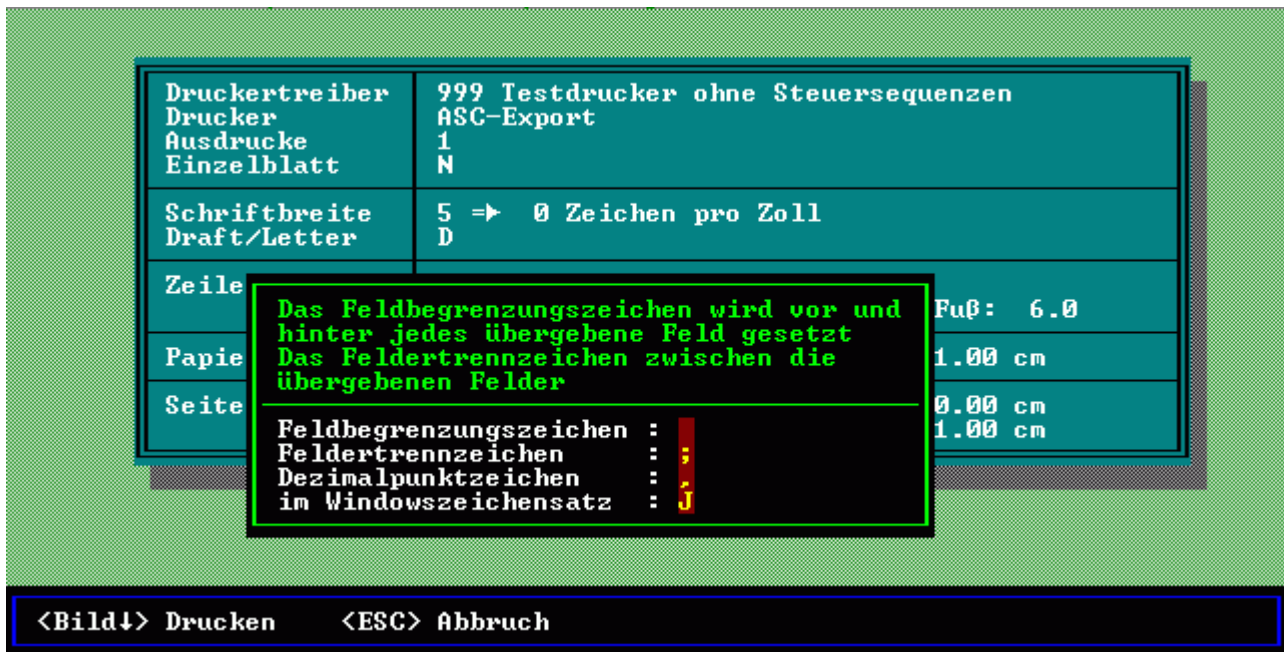 Druckertreiber 999 Testdrucker ohne Steuersequenzen
Drucker ASC-Export
Ausdrucke 1
Einzelblatt N
Schriftbreite 5 => 0 Zeichen pro Zoll
Draft/Letter D
Zeile
Fuß: 6.0
Papie 1.00 cm
Seite 0.00 cm
1.00 cm
Das Feldbegrenzungszeichen wird vor und
hinter jedes übergebene Feld gesetzt
Das Feldertrennzeichen zwischen die
übergebenen Felder
Feldbegrenzungszeichen :
Feldertrennzeichen : ;
Dezimalpunktzeichen : ,
im Windowszeichensatz : J
<Bild↓> Drucken <ESC> Abbruch